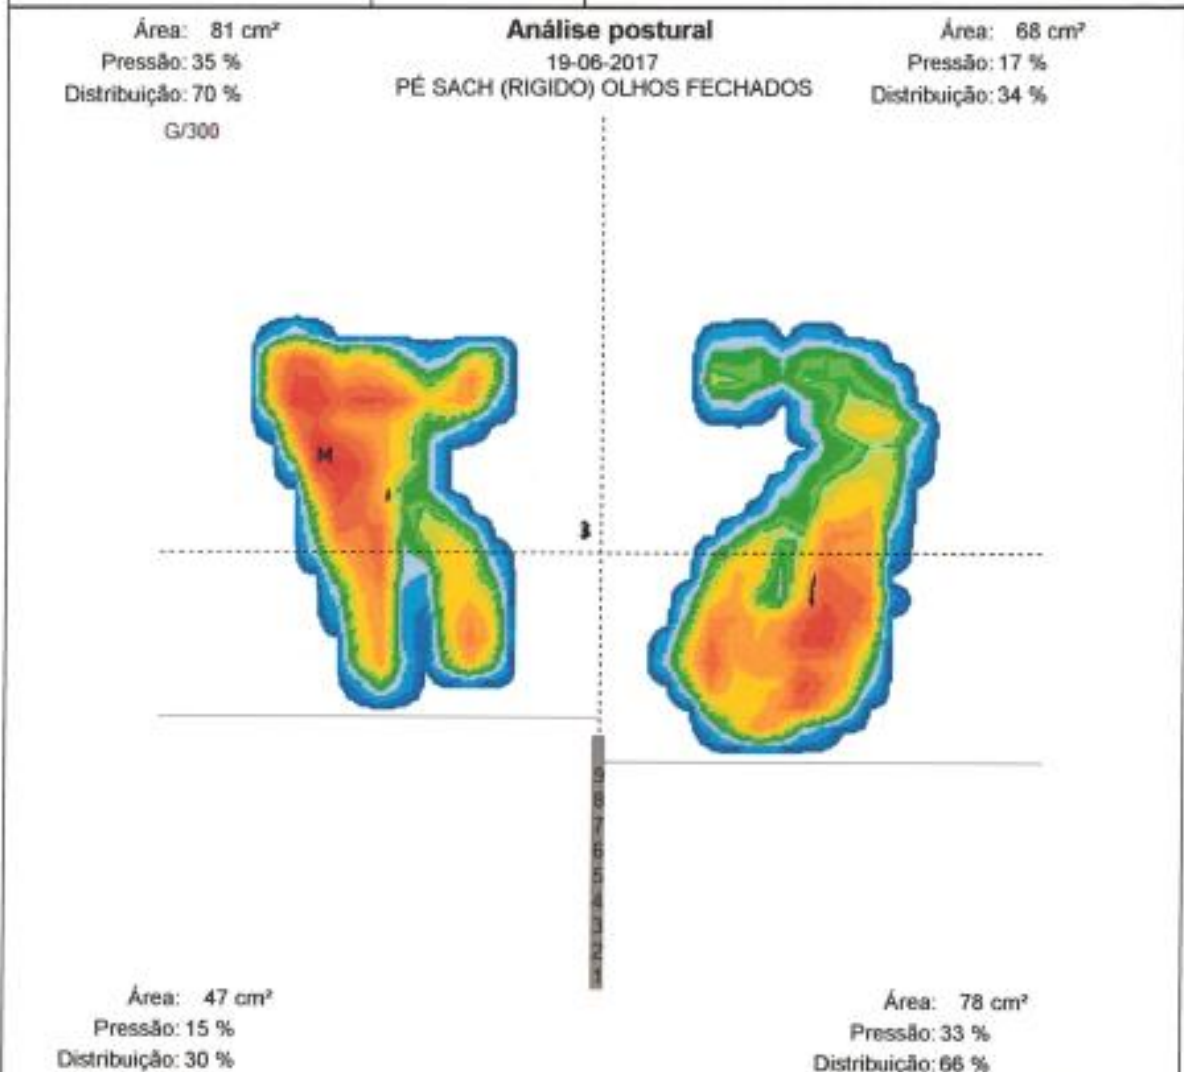 Área: 81 cm²
Pressão: 35 %
Distribuição: 70 %
G/300
Análise postural
19-06-2017
PÉ SACH (RIGIDO) OLHOS FECHADOS
Área: 68 cm²
Pressão: 17 %
Distribuição: 34 %
M
9
8
7
6
5
4
3
2
1
Área: 47 cm²
Pressão: 15 %
Distribuição: 30 %
Área: 78 cm²
Pressão: 33 %
Distribuição: 66 %